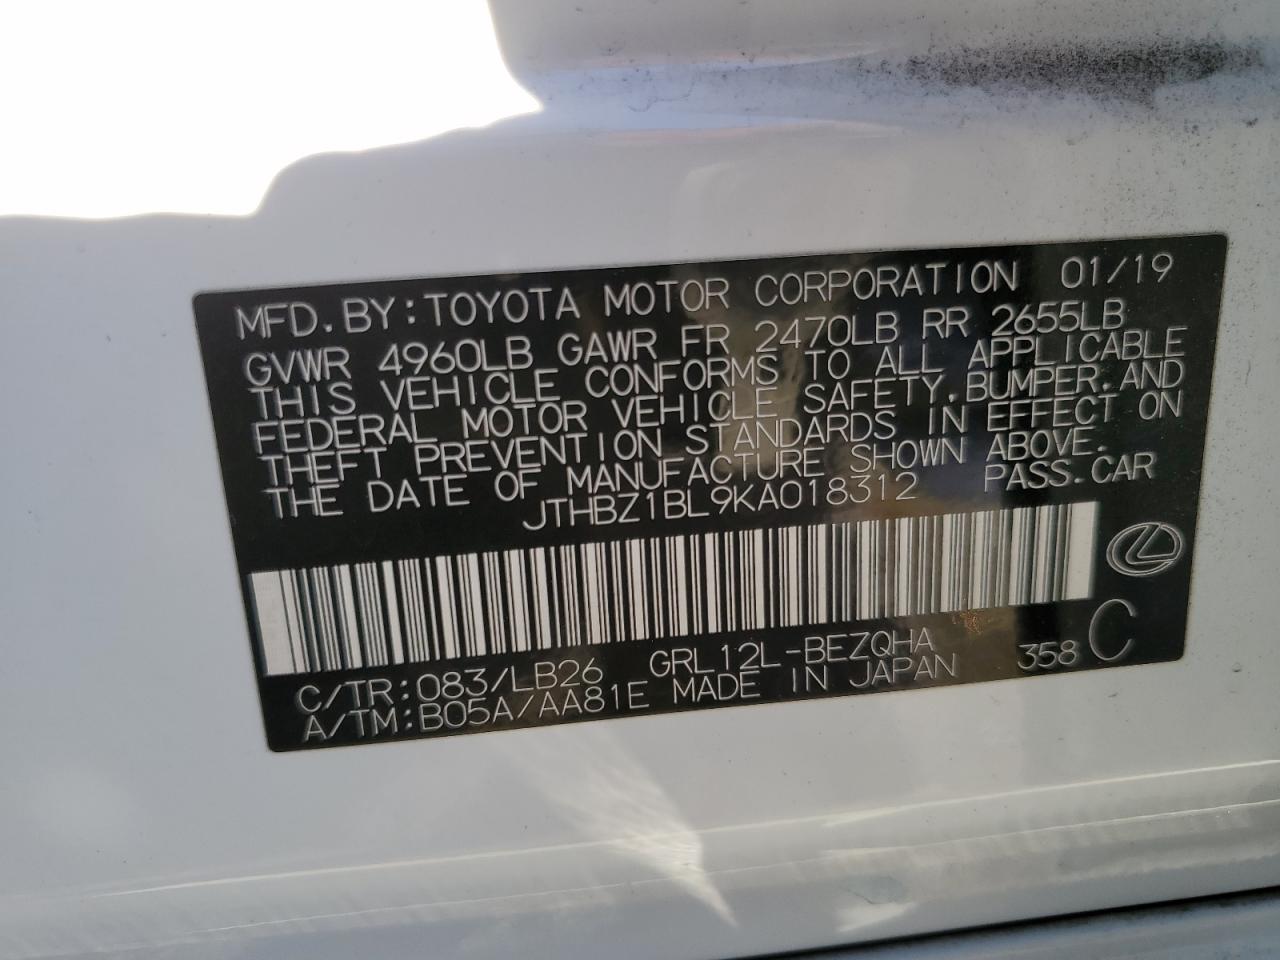 MFD. BY: TOYOTA MOTOR CORPORATION 01/19
GVWR 4960LB GAWR FR 2470LB RR 2655LB
THIS VEHICLE CONFORMS TO ALL APPLICABLE
FEDERAL MOTOR VEHICLE SAFETY, BUMPER, AND
THEFT PREVENTION STANDARDS IN EFFECT ON
THE DATE OF MANUFACTURE SHOWN ABOVE.
JTHBZ1BL9KA018312 PASS. CAR
C/TR: 083/LB26 GRL12L-BEZQHA
A/TM: B05A/AA81E MADE IN JAPAN 358 C